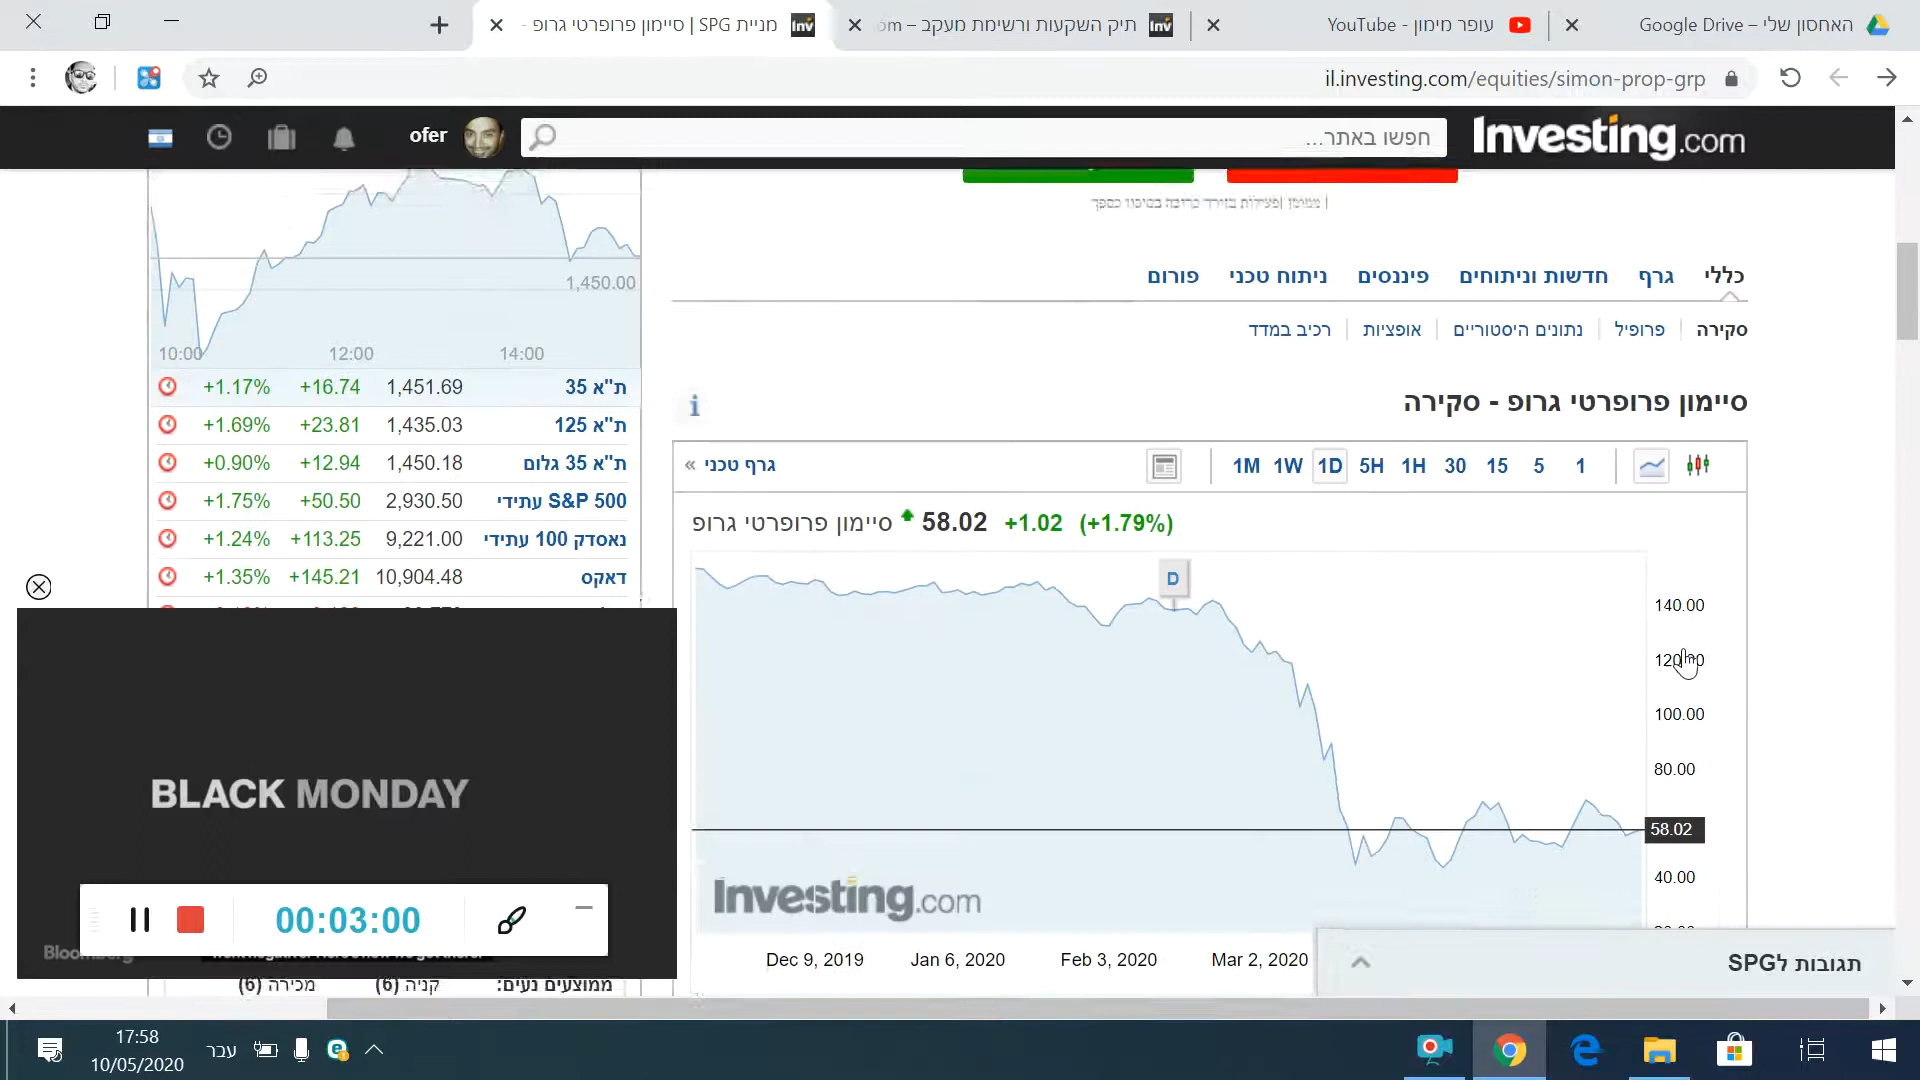 האחסון שלי – Google Drive
עופר מימון - YouTube
תיק השקעות ורשימת מעקב –
מניית SPG | סיימון פרופרטי גרופ -
il.investing.com/equities/simon-prop-grp
Investing.com
חפשו באתר...
ofer
כללי גרף חדשות וניתוחים פיננסים ניתוח טכני פורום
סקירה פרופיל נתונים היסטוריים אופציות רכיב במדד
סיימון פרופרטי גרופ - סקירה
1 5 15 30 1H 5H 1D 1W 1M
גרף טכני »
סיימון פרופרטי גרופ 58.02 +1.02 (+1.79%)
D
140.00
100.00
80.00
58.02
40.00
Investing.com
Dec 9, 2019 Jan 6, 2020 Feb 3, 2020 Mar 2, 2020
תגובות לSPG
1,450.00
10:00 12:00 14:00
ת"א 35 1,451.69 +16.74 +1.17%
ת"א 125 1,435.03 +23.81 +1.69%
ת"א 35 גלום 1,450.18 +12.94 +0.90%
S&P 500 עתידי 2,930.50 +50.50 +1.75%
נאסדק 100 עתידי 9,221.00 +113.25 +1.24%
דאקס 10,904.48 +145.21 +1.35%
BLACK MONDAY
00:03:00
Bloomberg
ממוצעים נעים: קניה (6) מכירה (6)
עבר
17:58
10/05/2020